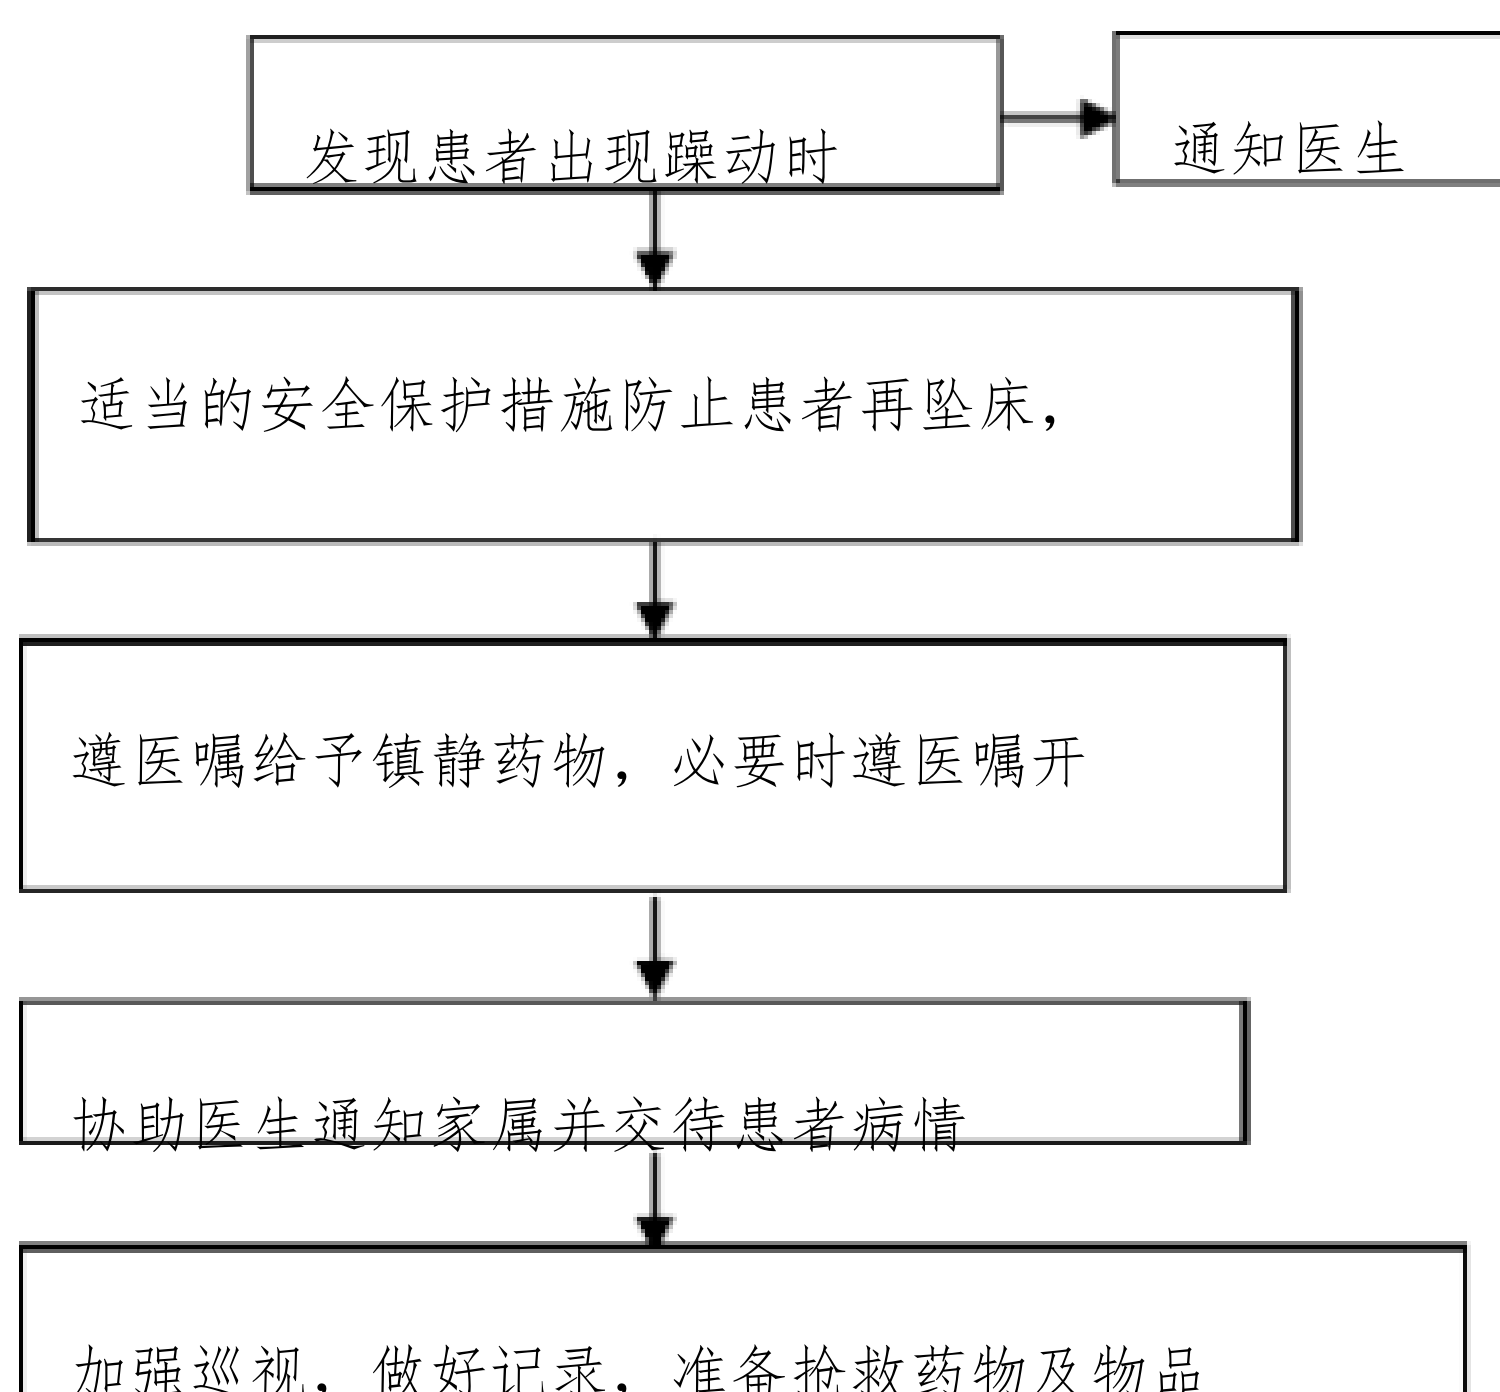 发现患者出现躁动时
通知医生
适当的安全保护措施防止患者再坠床，
遵医嘱给予镇静药物，必要时遵医嘱开
协助医生通知家属并交待患者病情
加强巡视，做好记录，准备抢救药物及物品